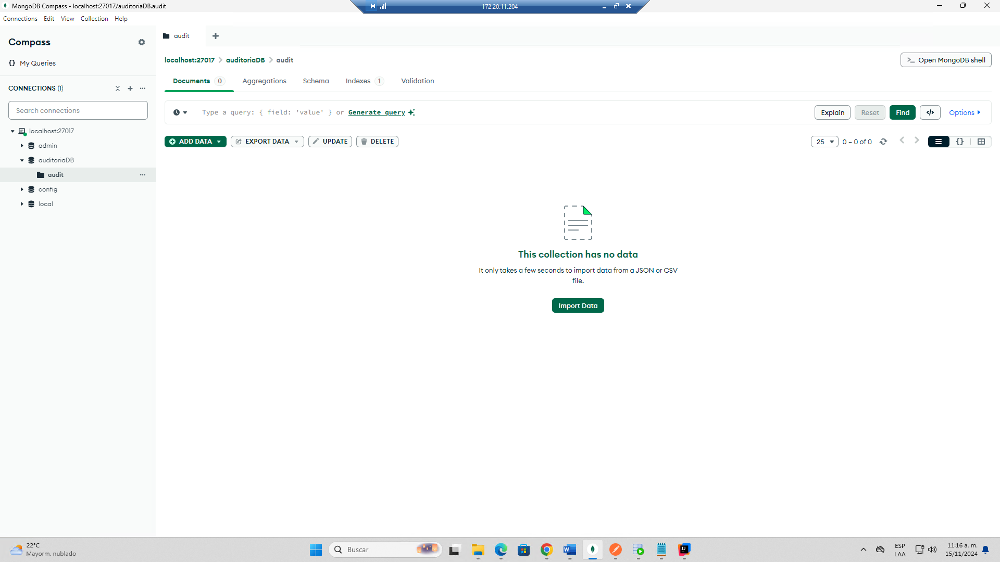 MongoDB Compass - localhost:27017/auditoriaDB.audit
172.20.11.204
Connections Edit View Collection Help
Compass
{} My Queries
CONNECTIONS (1)
Search connections
localhost:27017
admin
auditoriaDB
audit
config
local
audit
localhost:27017 > auditoriaDB > audit
>_ Open MongoDB shell
Documents 0 Aggregations Schema Indexes 1 Validation
Type a query: { field: 'value' } or Generate query
Explain Reset Find </> Options
ADD DATA EXPORT DATA UPDATE DELETE
25 0 – 0 of 0 {}
This collection has no data
It only takes a few seconds to import data from a JSON or CSV
file.
Import Data
22°C
Mayorm. nublado
Buscar
ESP
LAA
11:16 a. m.
15/11/2024